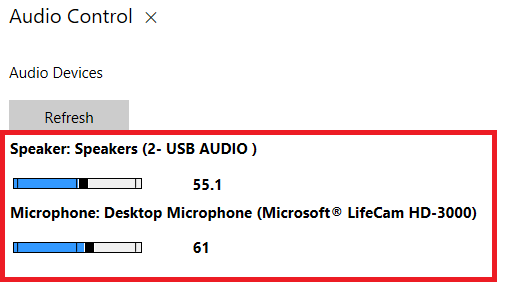 Audio Control ×
Audio Devices
Refresh
Speaker: Speakers (2- USB AUDIO )
55.1
Microphone: Desktop Microphone (Microsoft® LifeCam HD-3000)
61